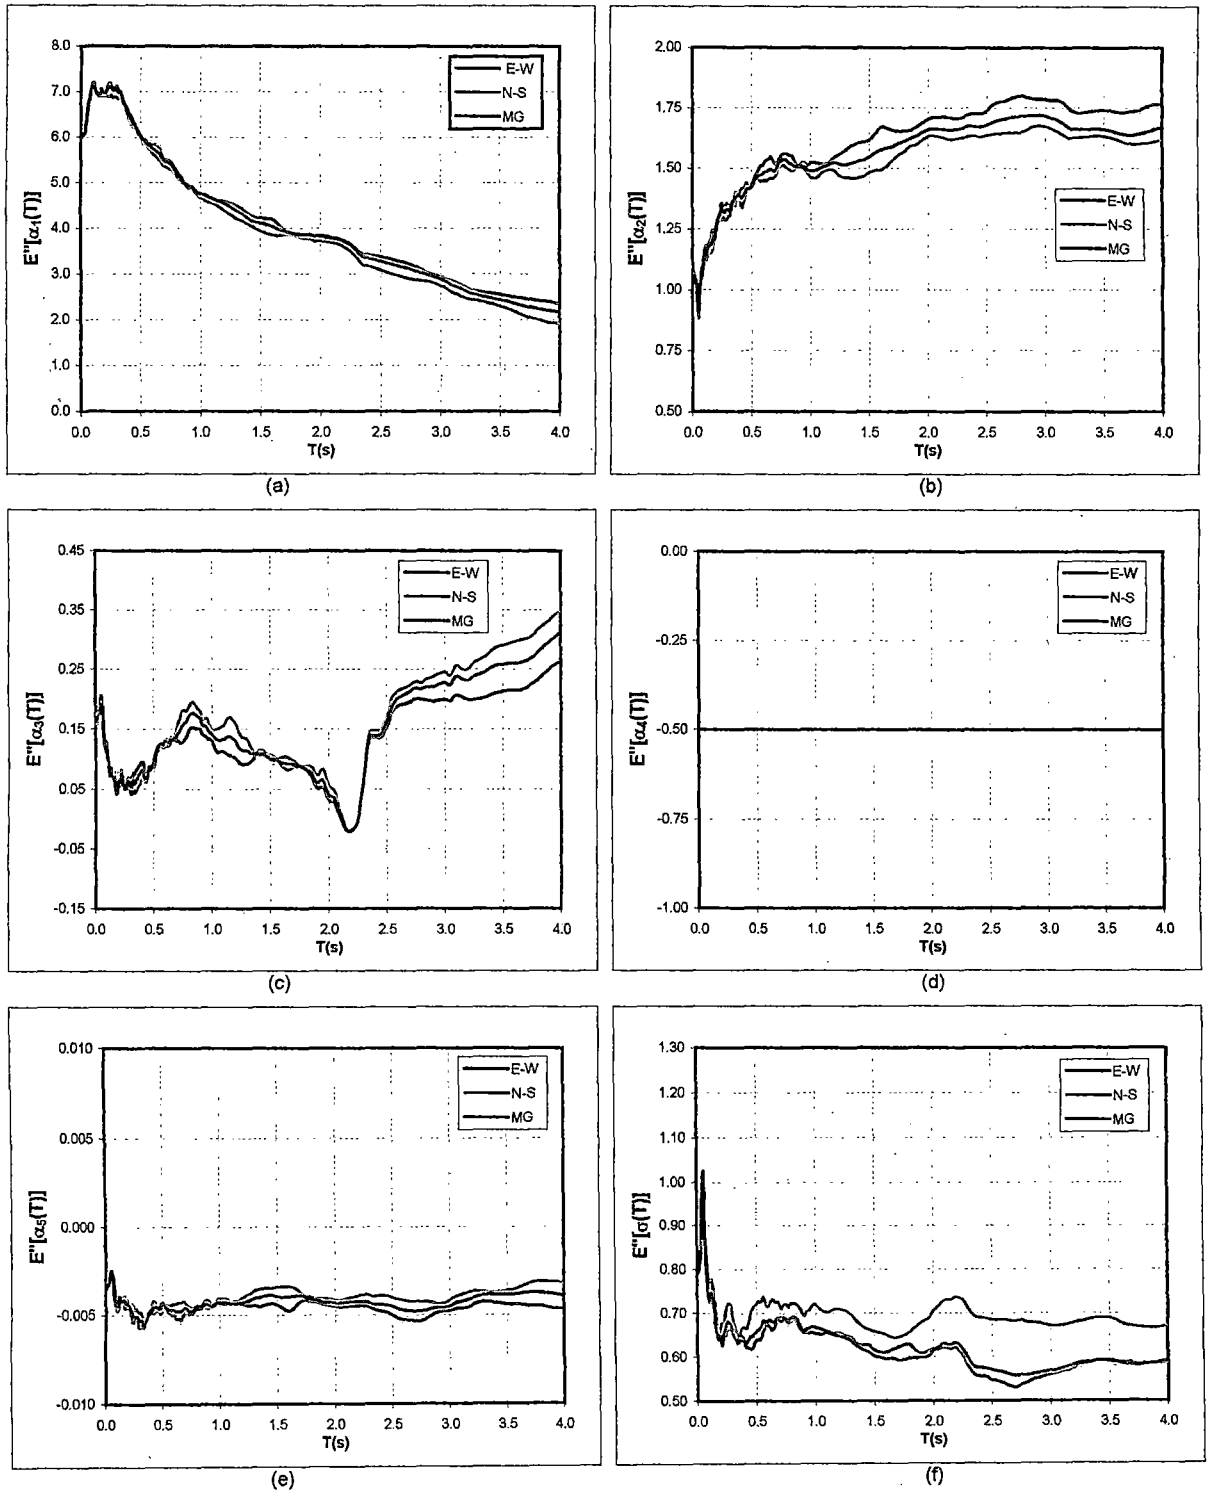 8.0
7.0
6.0
5.0
4.0
3.0
2.0
1.0
0.0
E"[α1(T)]
E-W
N-S
MG
0.0 0.5 1.0 1.5 2.0 2.5 3.0 3.5 4.0
T(s)
(a)
2.00
1.75
1.50
1.25
1.00
0.75
0.50
E"[α2(T)]
E-W
N-S
MG
0.0 0.5 1.0 1.5 2.0 2.5 3.0 3.5 4.0
T(s)
(b)
0.45
0.35
0.25
0.15
0.05
-0.05
-0.15
E"[α3(T)]
E-W
N-S
MG
0.0 0.5 1.0 1.5 2.0 2.5 3.0 3.5 4.0
T(s)
(c)
0.00
-0.25
-0.50
-0.75
-1.00
E"[α4(T)]
E-W
N-S
MG
0.0 0.5 1.0 1.5 2.0 2.5 3.0 3.5 4.0
T(s)
(d)
0.010
0.005
0.000
-0.005
-0.010
E"[α5(T)]
E-W
N-S
MG
0.0 0.5 1.0 1.5 2.0 2.5 3.0 3.5 4.0
T(s)
(e)
1.30
1.20
1.10
1.00
0.90
0.80
0.70
0.60
0.50
E"[σ(T)]
E-W
N-S
MG
0.0 0.5 1.0 1.5 2.0 2.5 3.0 3.5 4.0
T(s)
(f)